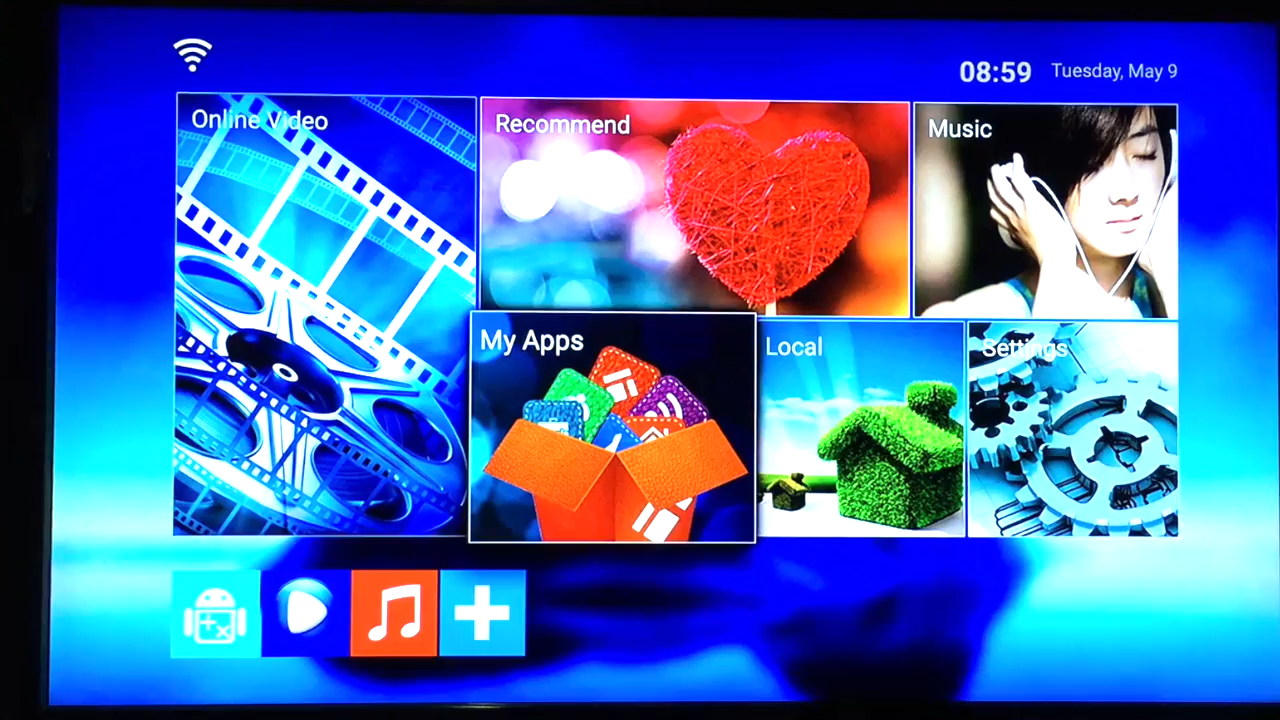 08:59 Tuesday, May 9
Online Video
Recommend
Music
My Apps
Local
Settings